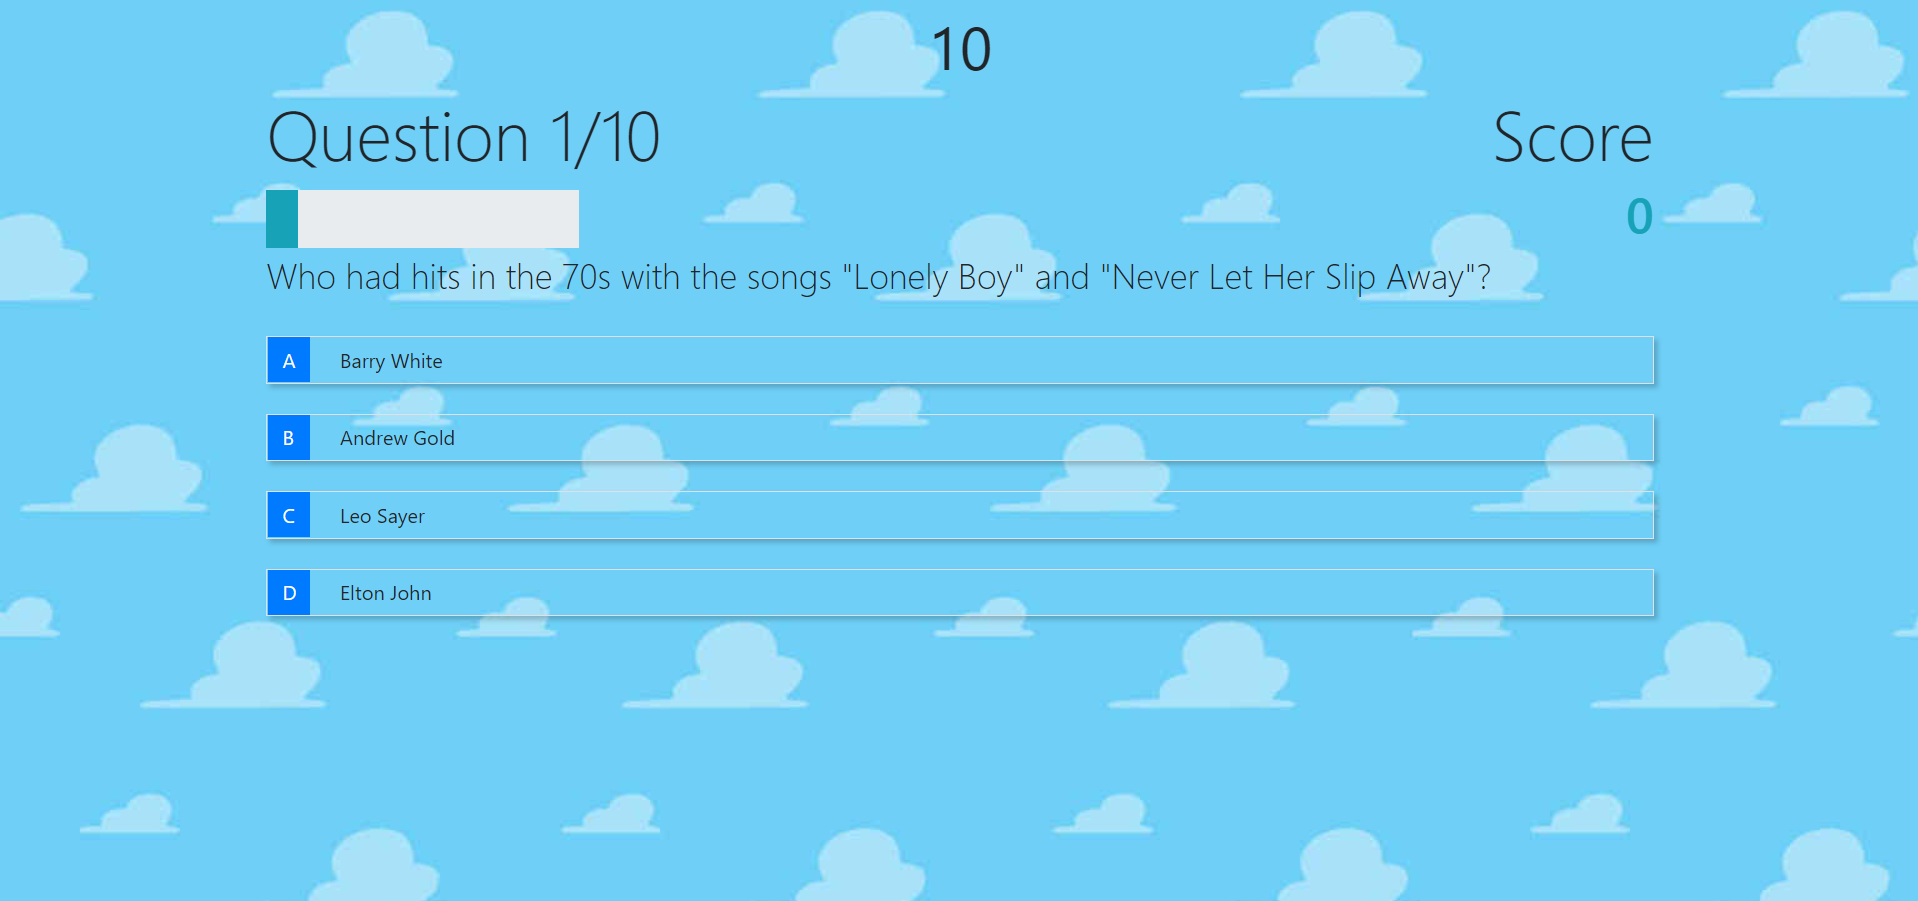 10
Question 1/10
Score
0
Who had hits in the 70s with the songs "Lonely Boy" and "Never Let Her Slip Away"?
A Barry White
B Andrew Gold
C Leo Sayer
D Elton John